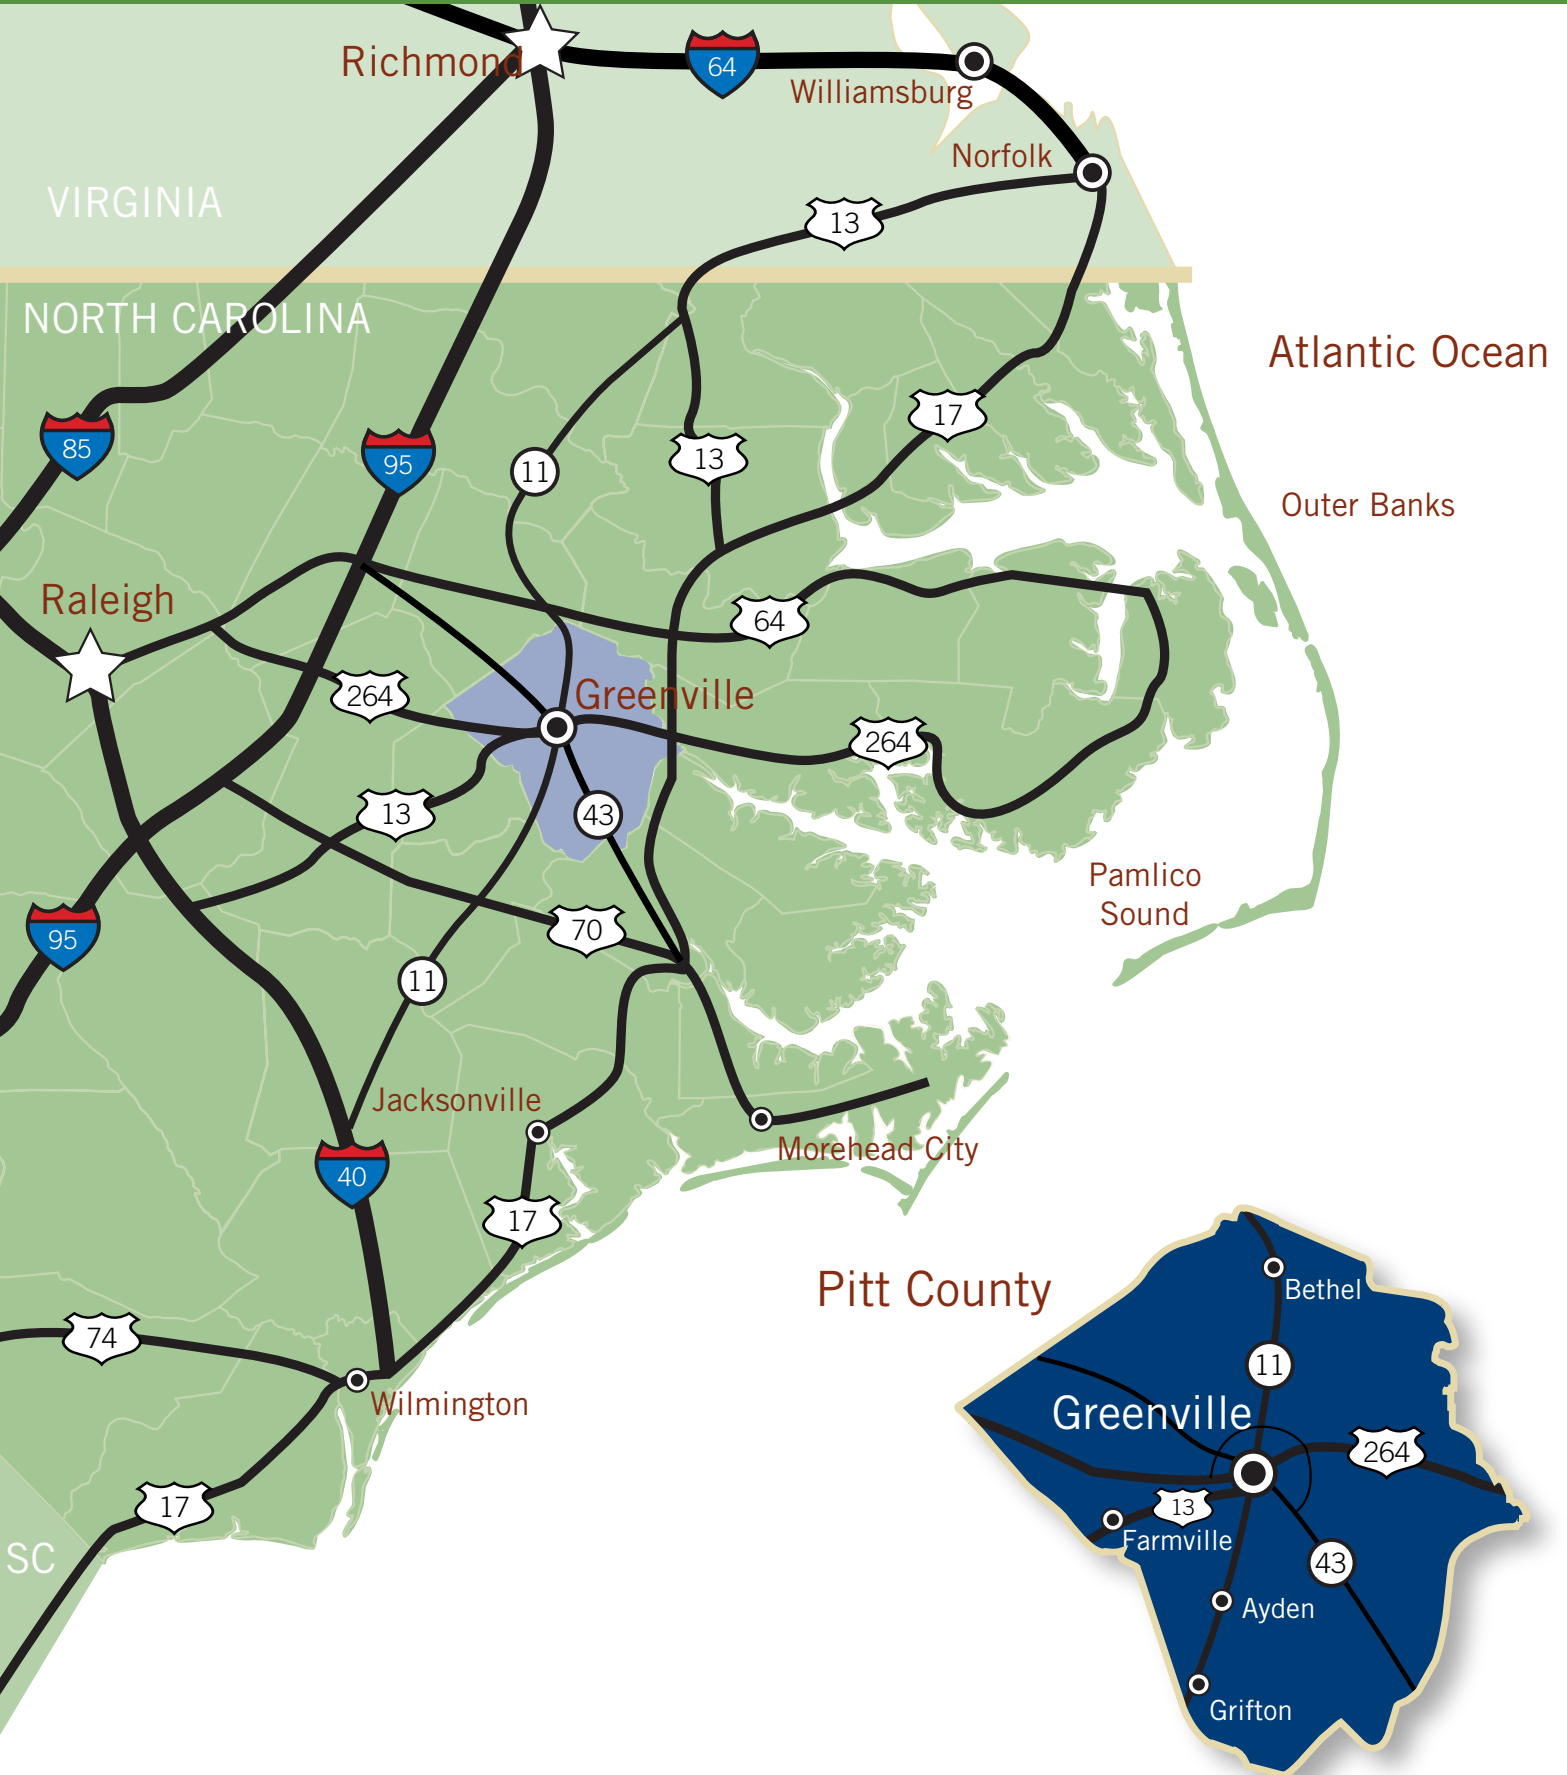 Richmond
64
Williamsburg
Norfolk
VIRGINIA
13
NORTH CAROLINA
Atlantic Ocean
17
85
95
11
13
Outer Banks
Raleigh
64
264
Greenville
264
13
43
Pamlico
Sound
70
95
11
Jacksonville
Morehead City
40
17
Pitt County
Bethel
74
11
Wilmington
Greenville
264
17
13
Farmville
SC
43
Ayden
Grifton